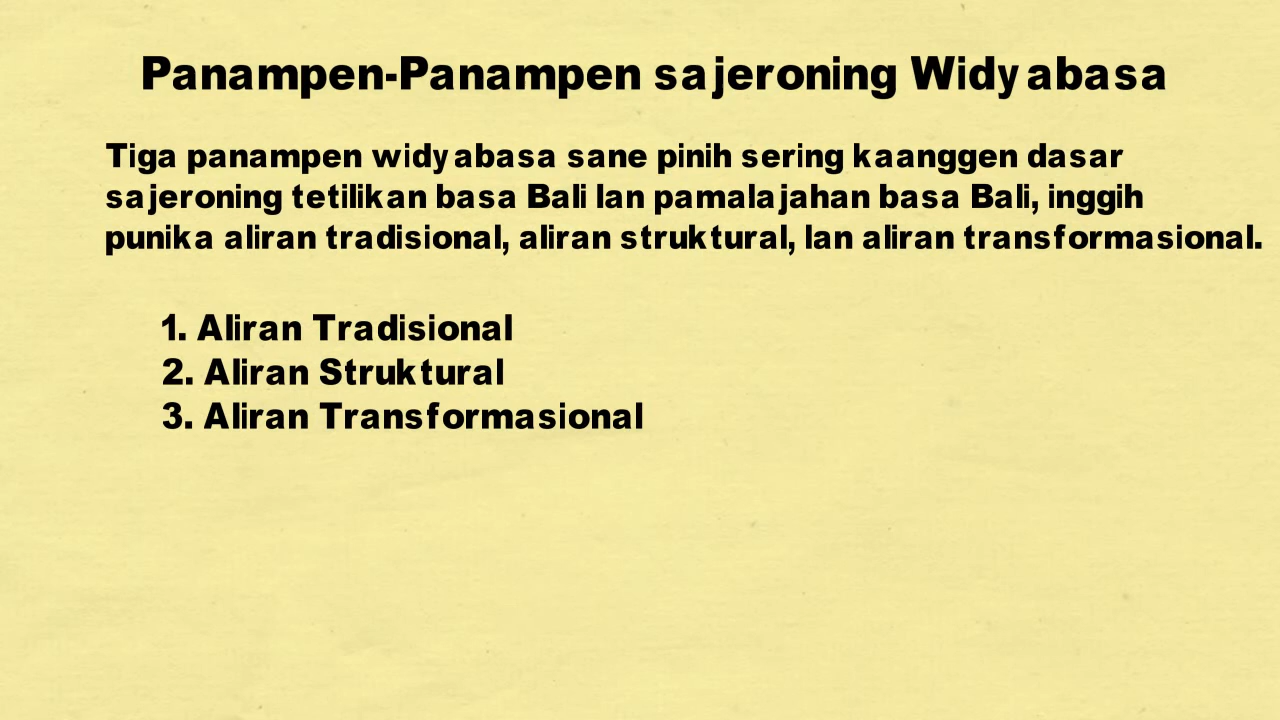 Panampen-Panampen sajeroning Widyabasa
Tiga panampen widyabasa sane pinih sering kaanggen dasar
sajeroning tetilikan basa Bali lan pamalajahan basa Bali, inggih
punika aliran tradisional, aliran struktural, lan aliran transformasional.
1. Aliran Tradisional
2. Aliran Struktural
3. Aliran Transformasional